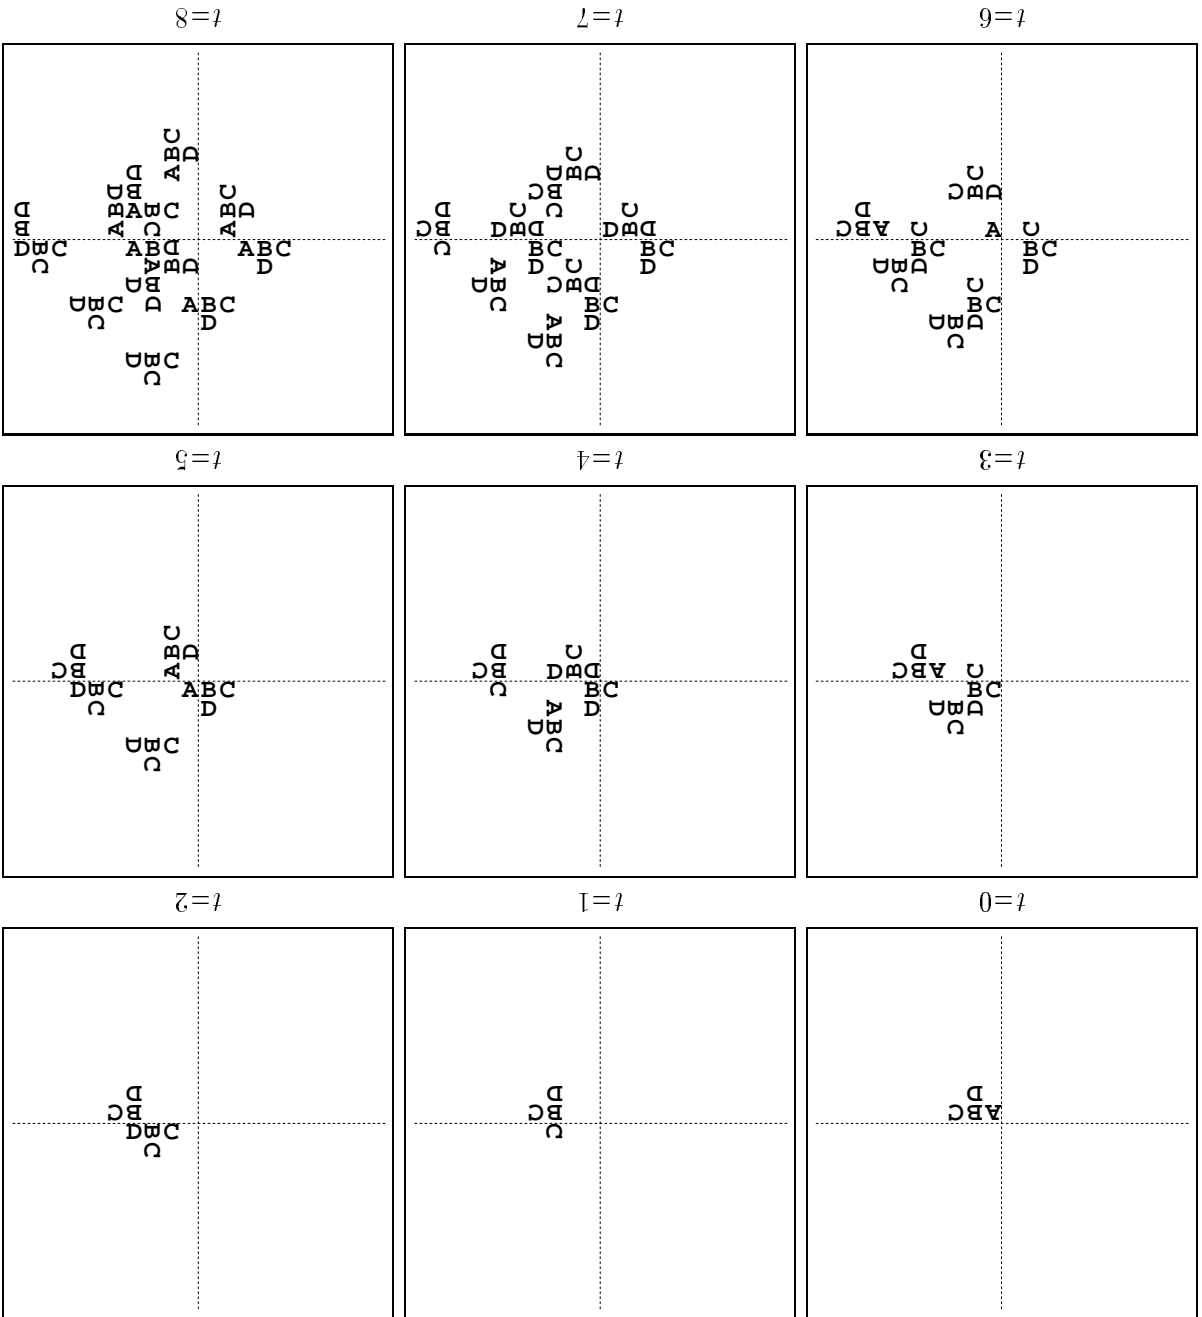 A B C
D
t=0
C
B C
D
t=1
C
C B D
B C
D
t=2
C
D B D
C B
C A B C
D
t=3
C
B D
D A
C B C
D B D B C
C D
t=4
C
C B D
D C
C B A C B D
A B C
D B D
C
t=5
C
D B D
C B
C C
D D B D
C B C B
C A C A B C
D
D B C
C
t=6
C
B D
D A
C B C
D B C B D
D C D A
C B C B C
D B D D B D B C
C C C D
B C
D B D
C
t=7
C
C B D
D C
C B A D C B D
B D
D D B A C
C B A D B A C B D
A C A B
D B C B A B D
C B D
A D
D B
C
t=8